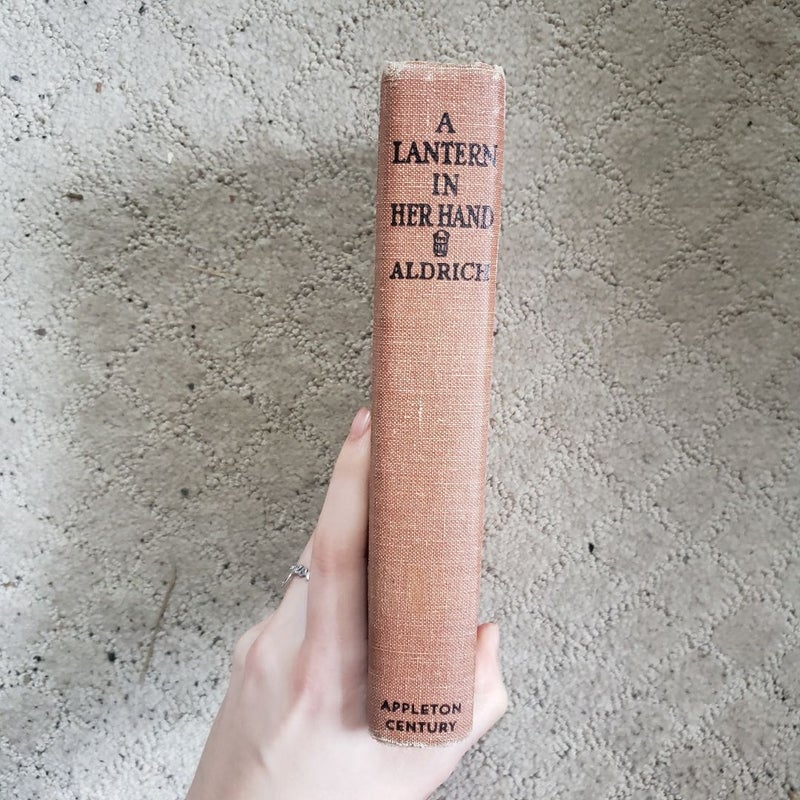 A
LANTERN
IN
HER HAND
ALDRICH
APPLETON
CENTURY